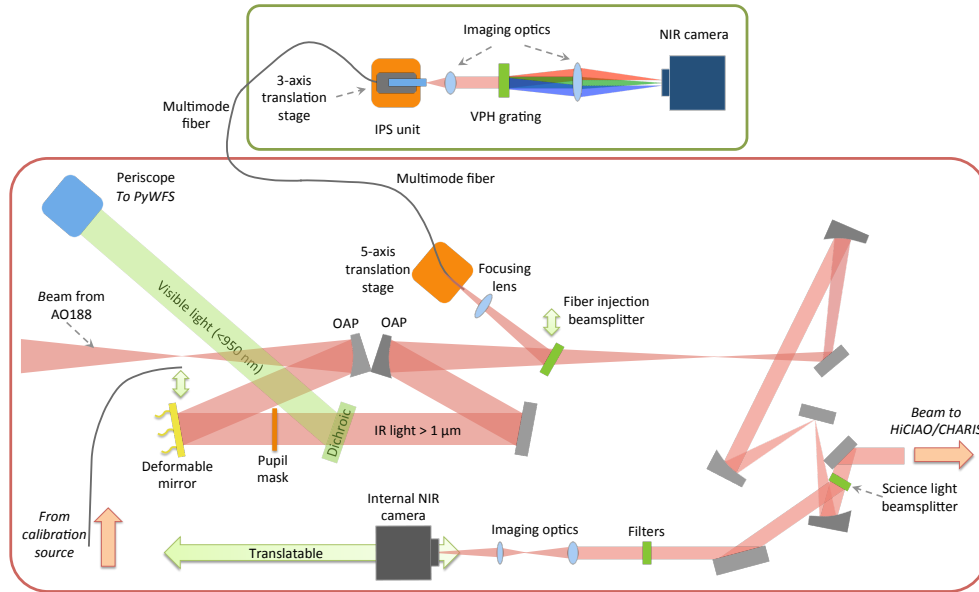 Imaging optics
NIR camera
3-axis
translation
stage
Multimode
fiber
IPS unit
VPH grating
Periscope
To PyWFS
Multimode fiber
5-axis
translation
stage
Focusing
lens
Fiber injection
beamsplitter
Beam from
AO188
Visible light (<950 nm)
OAP
OAP
Dichroic
IR light > 1 μm
Deformable
mirror
Pupil
mask
Beam to
HiCIAO/CHARIS
Science light
beamsplitter
From
calibration
source
Internal NIR
camera
Translatable
Imaging optics
Filters